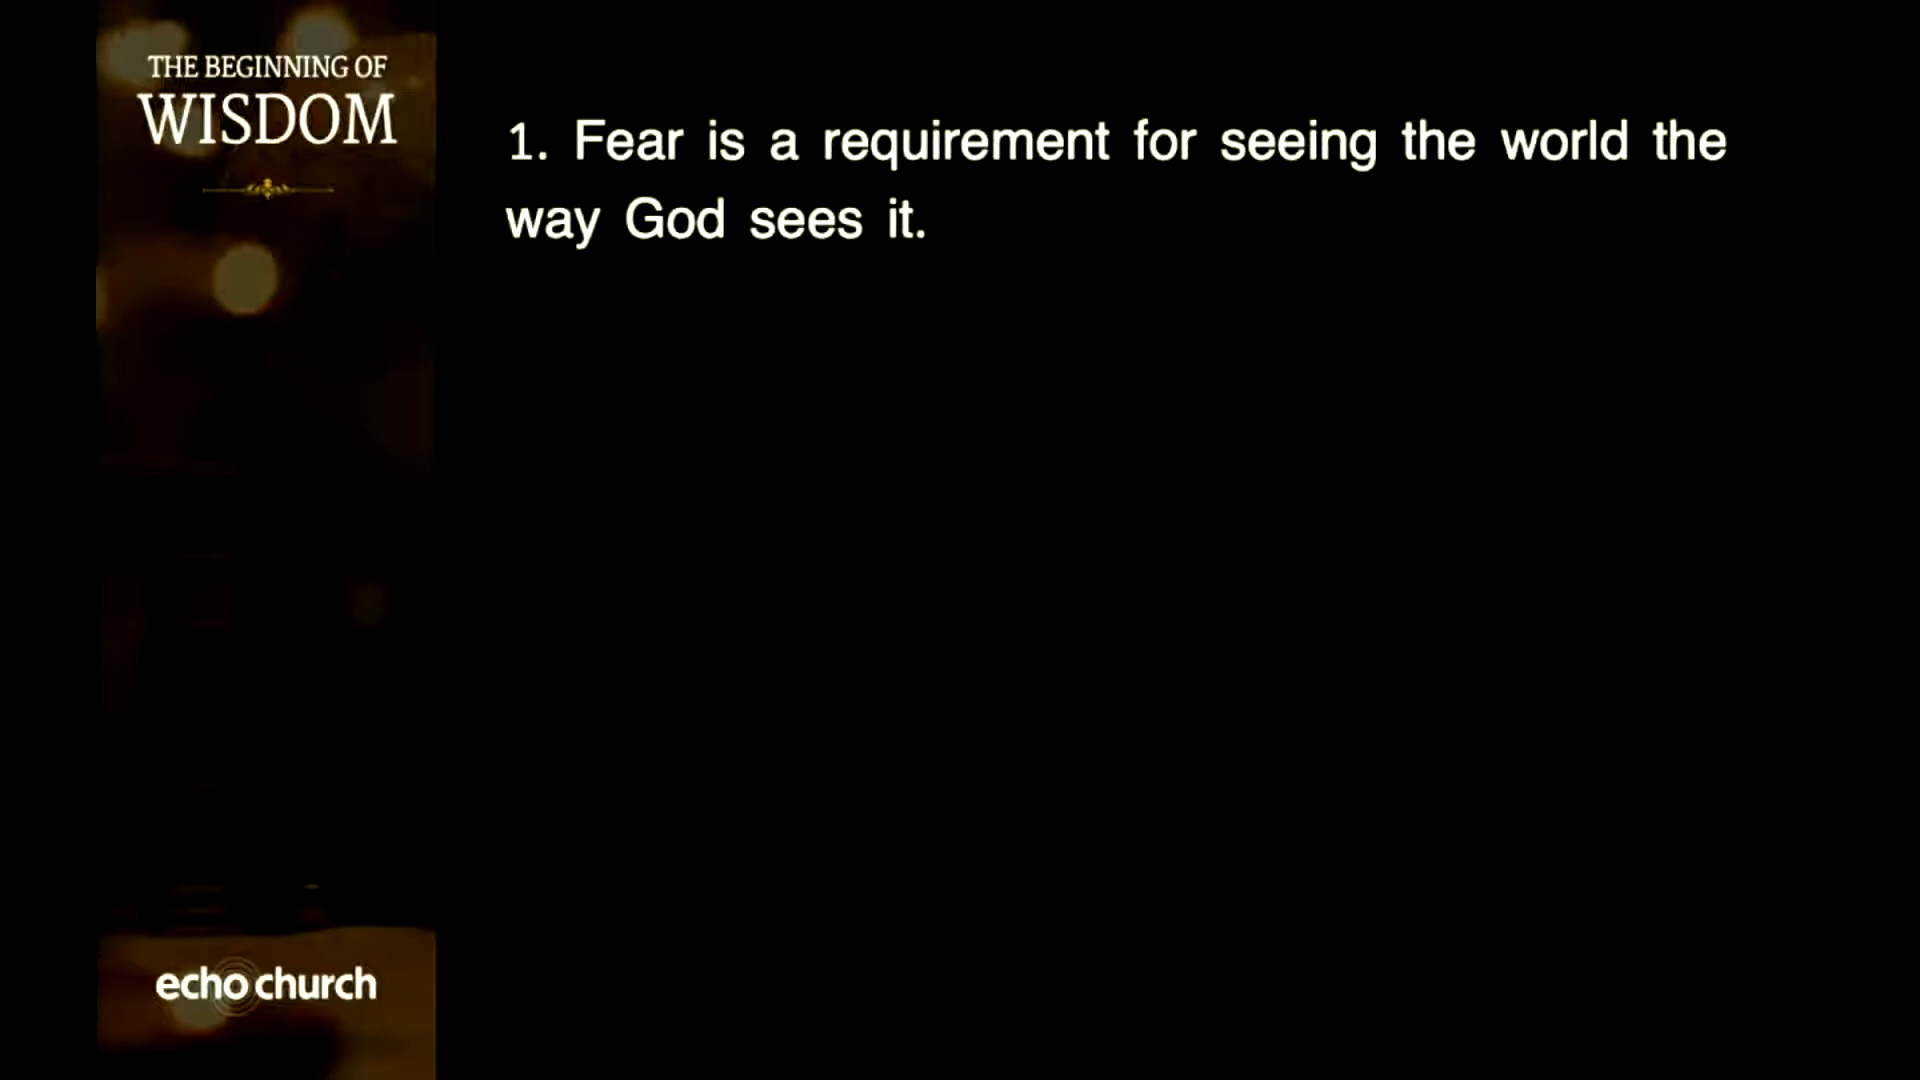 THE BEGINNING OF
WISDOM
1. Fear is a requirement for seeing the world the
way God sees it.
echo church